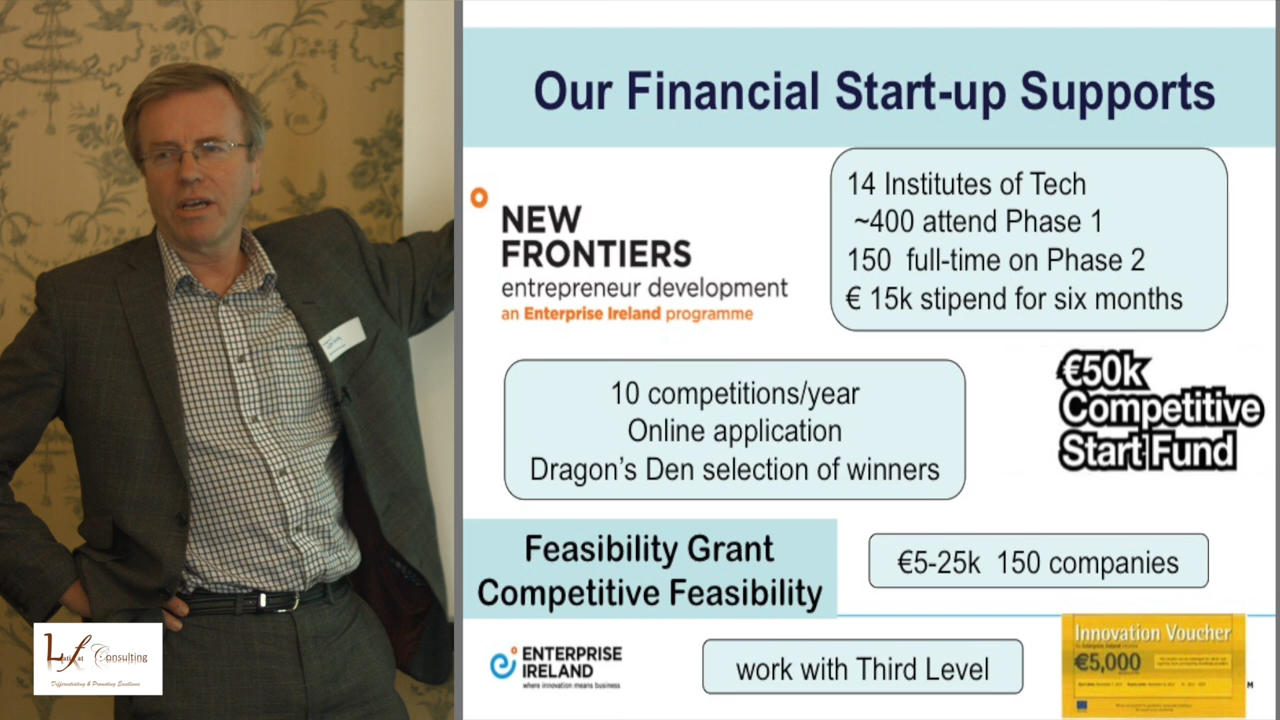 Our Financial Start-up Supports
NEW
FRONTIERS
entrepreneur development
an Enterprise Ireland programme
14 Institutes of Tech
~400 attend Phase 1
150 full-time on Phase 2
€ 15k stipend for six months
10 competitions/year
Online application
Dragon's Den selection of winners
€50k
Competitive
Start Fund
Feasibility Grant
Competitive Feasibility
€5-25k 150 companies
ENTERPRISE
IRELAND
where innovation means business
work with Third Level
Innovation Voucher
€5,000
Consulting
Differentiating & Promoting Excellence